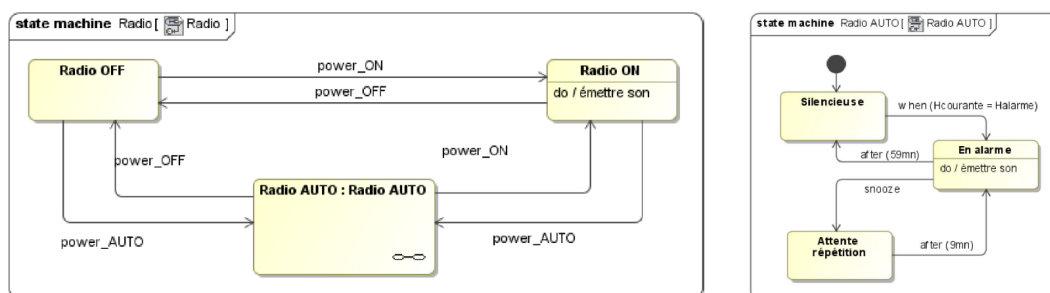 state machine Radio [ Radio ]
Radio OFF
power_ON
Radio ON
do / émettre son
power_OFF
power_OFF
power_ON
Radio AUTO : Radio AUTO
power_AUTO
power_AUTO
state machine Radio AUTO [ Radio AUTO ]
Silencieuse
when (Hcourante = Halarme)
En alarme
do / émettre son
after (59mn)
snooze
Attente
répétition
after (9mn)